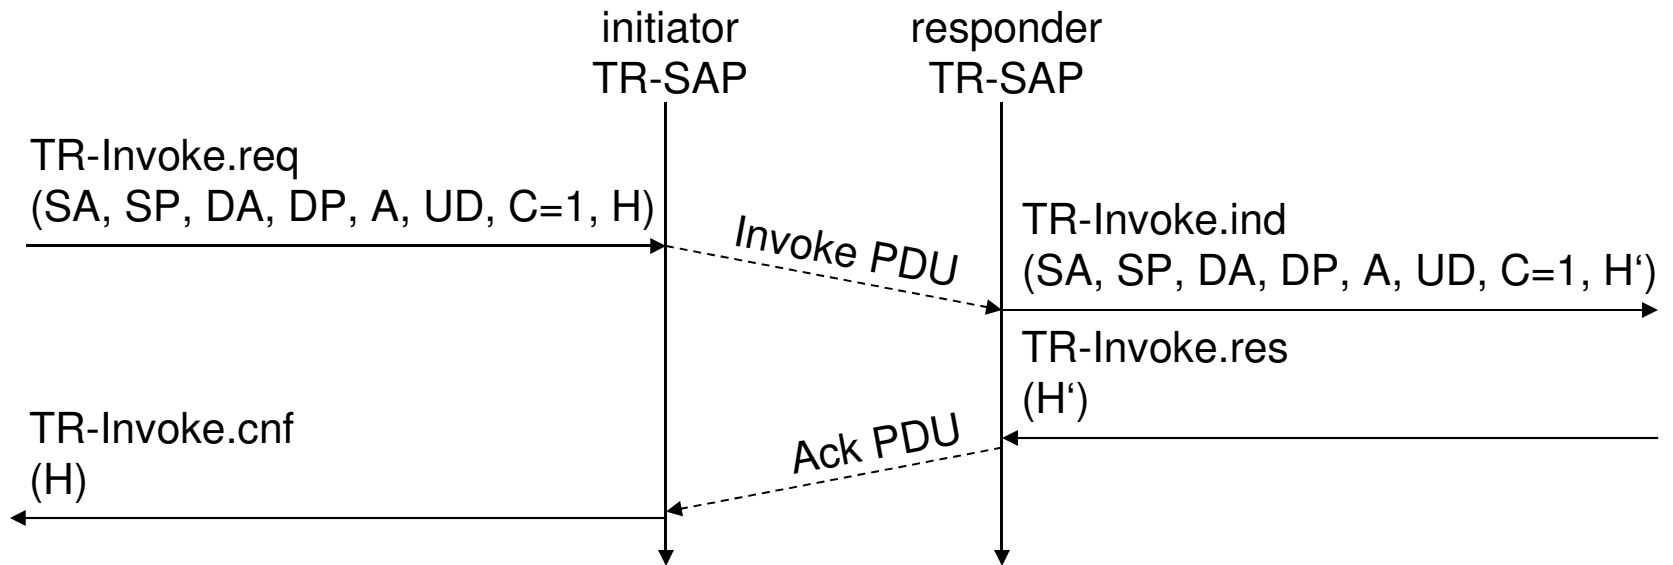 initiator
TR-SAP
responder
TR-SAP
TR-Invoke.req
(SA, SP, DA, DP, A, UD, C=1, H)
Invoke PDU
TR-Invoke.ind
(SA, SP, DA, DP, A, UD, C=1, H‘)
TR-Invoke.res
(H‘)
Ack PDU
TR-Invoke.cnf
(H)